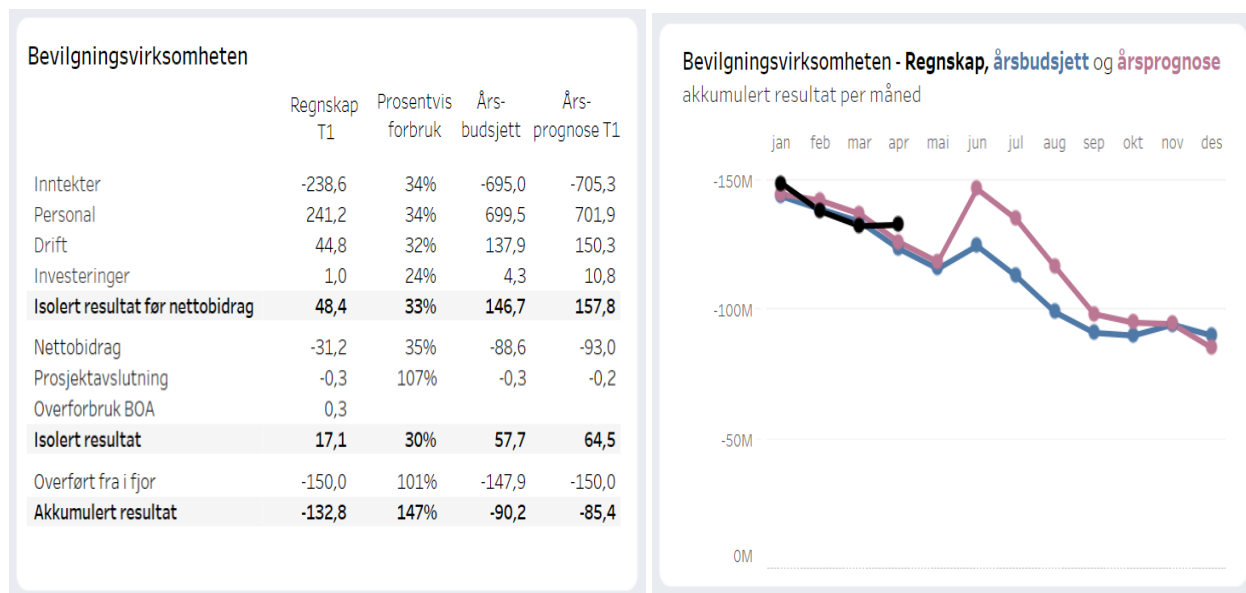 Bevilgningsvirksomheten
Regnskap T1 Prosentvis forbruk Års-budsjett Års-prognose T1
Inntekter -238,6 34% -695,0 -705,3
Personal 241,2 34% 699,5 701,9
Drift 44,8 32% 137,9 150,3
Investeringer 1,0 24% 4,3 10,8
Isolert resultat før nettobidrag 48,4 33% 146,7 157,8
Nettobidrag -31,2 35% -88,6 -93,0
Prosjektavslutning -0,3 107% -0,3 -0,2
Overforbruk BOA 0,3
Isolert resultat 17,1 30% 57,7 64,5
Overført fra i fjor -150,0 101% -147,9 -150,0
Akkumulert resultat -132,8 147% -90,2 -85,4
Bevilgningsvirksomheten - Regnskap, årsbudsjett og årsprognose
akkumulert resultat per måned
jan feb mar apr mai jun jul aug sep okt nov des
-150M
-100M
-50M
0M